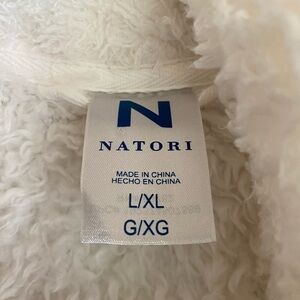 N
NATORI
MADE IN CHINA
HECHO EN CHINA
L/XL
G/XG